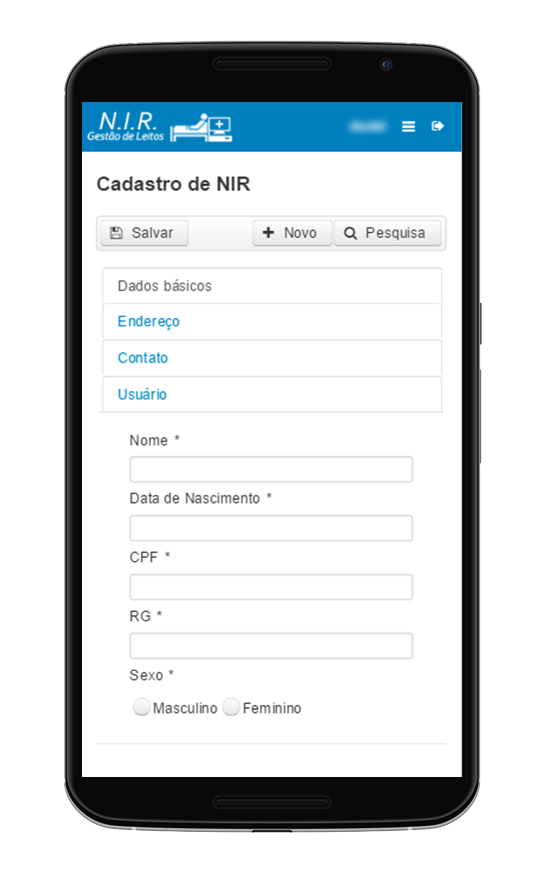 N.I.R.
Gestão de Leitos
Cadastro de NIR
Salvar Novo Pesquisa
Dados básicos
Endereço
Contato
Usuário
Nome *
Data de Nascimento *
CPF *
RG *
Sexo *
Masculino Feminino